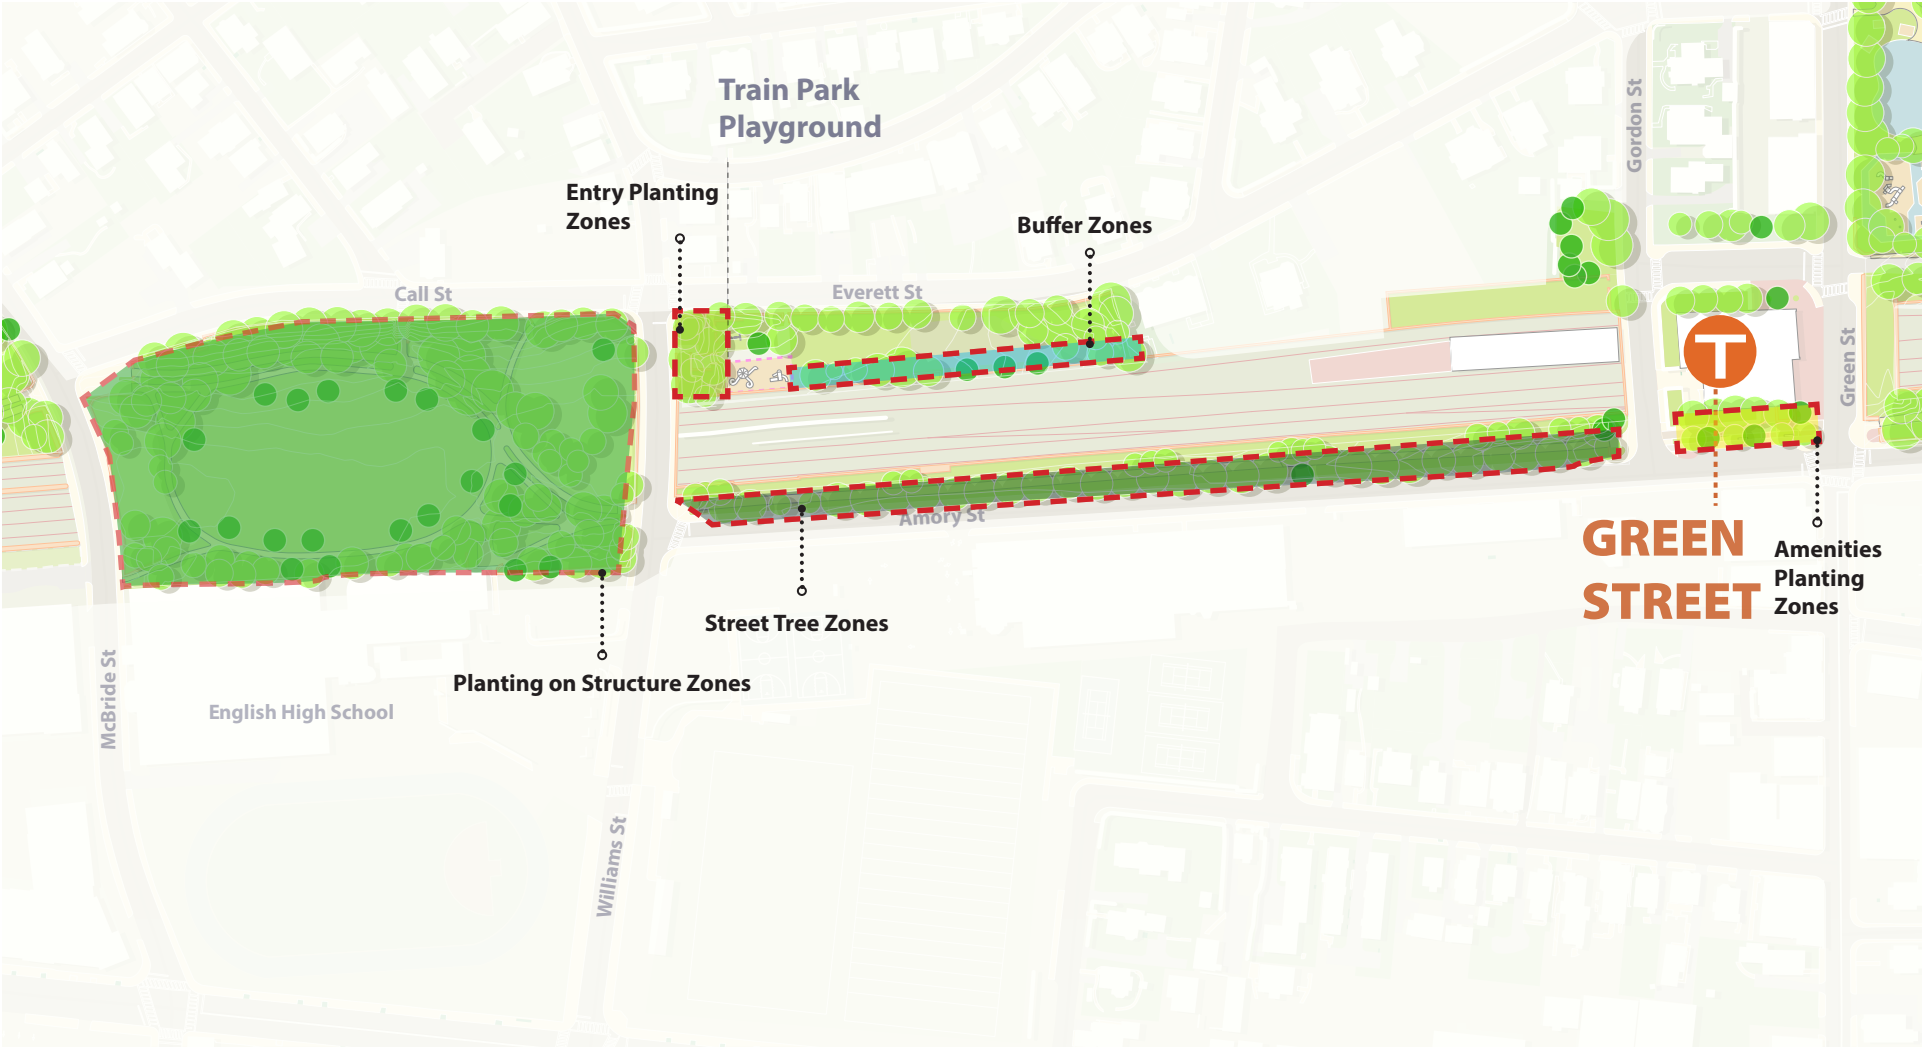 Train Park
Playground
Entry Planting
Zones
Buffer Zones
Gordon St
Call St
Everett St
T
Green St
Amory St
GREEN
STREET
Amenities
Planting
Zones
Street Tree Zones
Planting on Structure Zones
McBride St
English High School
Williams St